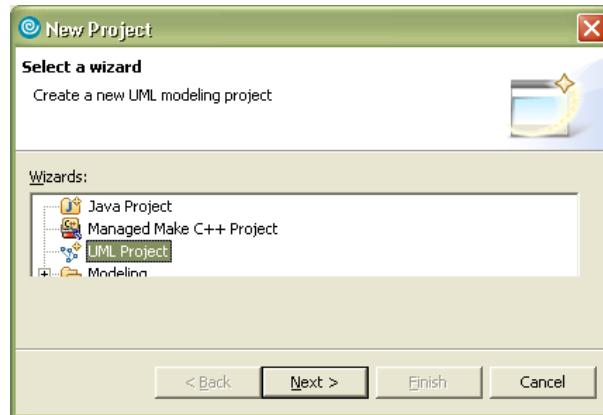 New Project
Select a wizard
Create a new UML modeling project
Wizards:
Java Project
Managed Make C++ Project
UML Project
Modeling
< Back Next > Finish Cancel